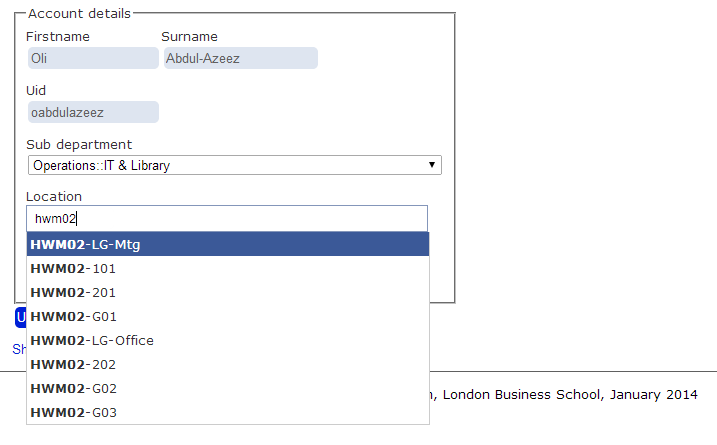 Account details
Firstname Surname
Oli Abdul-Azeez
Uid
oabdulazeez
Sub department
Operations::IT & Library
Location
hwm02
HWM02-LG-Mtg
HWM02-101
HWM02-201
HWM02-G01
HWM02-LG-Office
HWM02-202
HWM02-G02
HWM02-G03
London Business School, January 2014